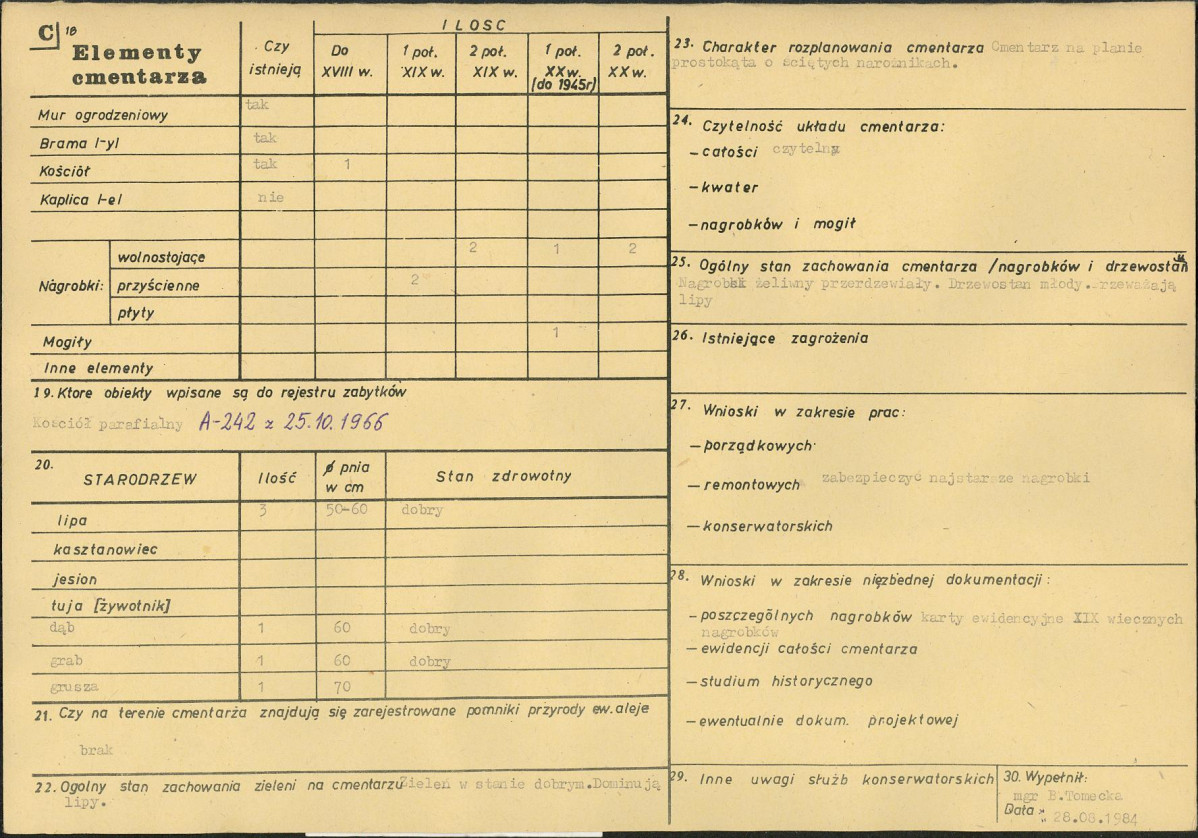 C 18
Elementy cmentarza
Czy istnieją
ILOSC
Do XVIII w.
1 poł. XIX w.
2 poł. XIX w.
1 poł. XX w. (do 1945r)
2 poł. XX w.
Mur ogrodzeniowy tak
Brama /-y/ tak
Kościół tak 1
Kaplica /-e/ nie
Nagrobki: wolnostojące 2 1 2
przyścienne 2
płyty
Mogiły 1
Inne elementy
19. Ktore obiekty wpisane są do rejestru zabytków
Kościół parafialny A-242 z 25.10.1966
20.
STARODRZEW Ilość ø pnia w cm Stan zdrowotny
lipa 3 50-60 dobry
kasztanowiec
jesion
tuja [żywotnik]
dąb 1 60 dobry
grab 1 60 dobry
grusza 1 70
21. Czy na terenie cmentarża znajdują się zarejestrowane pomniki przyrody ew. aleje
brak
22. Ogolny stan zachowania zieleni na cmentarzu Zieleń w stanie dobrym. Dominują
lipy.
23. Charakter rozplanowania cmentarza Cmentarz na planie
prostokąta o ściętych narożnikach.
24. Czytelność układu cmentarza:
- całości czytelny
- kwater
- nagrobków i mogił
25. Ogólny stan zachowania cmentarza /nagrobków i drzewostan
Nagrobek żeliwny przerdzewiały. Drzewostan młody. rzeważają
lipy
26. Istniejące zagrożenia
27. Wnioski w zakresie prac:
- porządkowych
- remontowych zabezpieczyć najstarsze nagrobki
- konserwatorskich
28. Wnioski w zakresie niezbednej dokumentacji:
- poszczególnych nagrobków karty ewidencyjne XIX wiecznych
nagrobków
- ewidencji całości cmentarza
- studium historycznego
- ewentualnie dokum. projektowej
29. Inne uwagi służb konserwatorskich
30. Wypełnił:
mgr B.Tomecka
Data: 28.08.1984